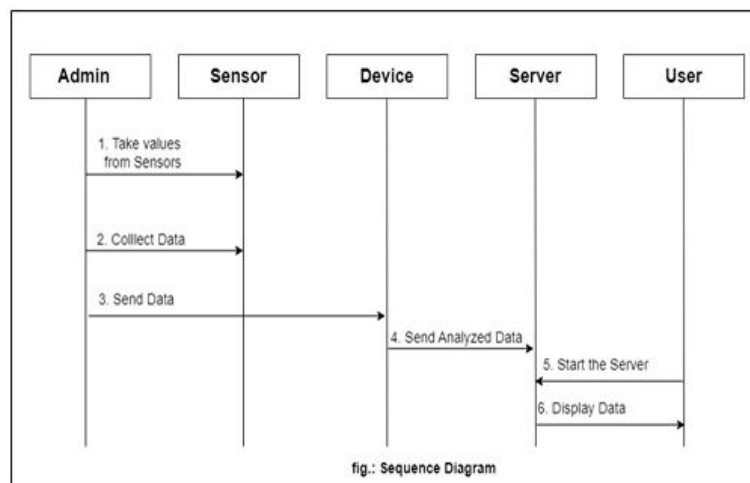 Admin
Sensor
Device
Server
User
1. Take values
from Sensors
2. Colllect Data
3. Send Data
4. Send Analyzed Data
5. Start the Server
6. Display Data
fig.: Sequence Diagram